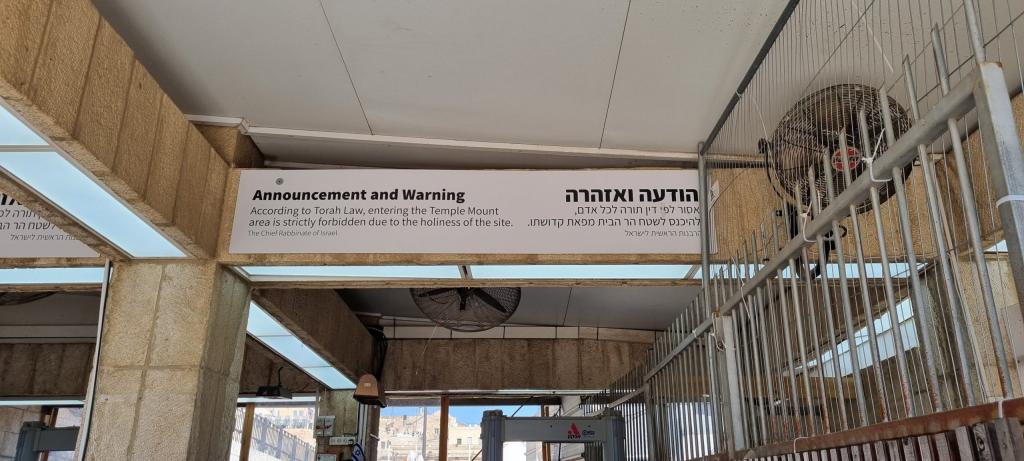 Announcement and Warning
According to Torah Law, entering the Temple Mount
area is strictly forbidden due to the holiness of the site.
The Chief Rabbinate of Israel
הודעה ואזהרה
אסור לפי דין תורה לכל אדם,
להיכנס לשטח הר הבית מפאת קדושתו.
הרבנות הראשית לישראל